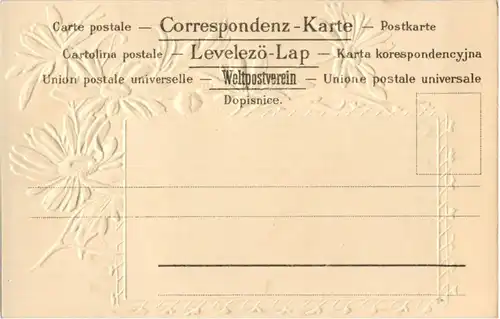 Carte postale — Correspondenz-Karte — Postkarte
Cartolina postale — Levelezö-Lap — Karta korespondencyjna
Union postale universelle — Weltpostverein — Unione postale universale
Dopisnice.